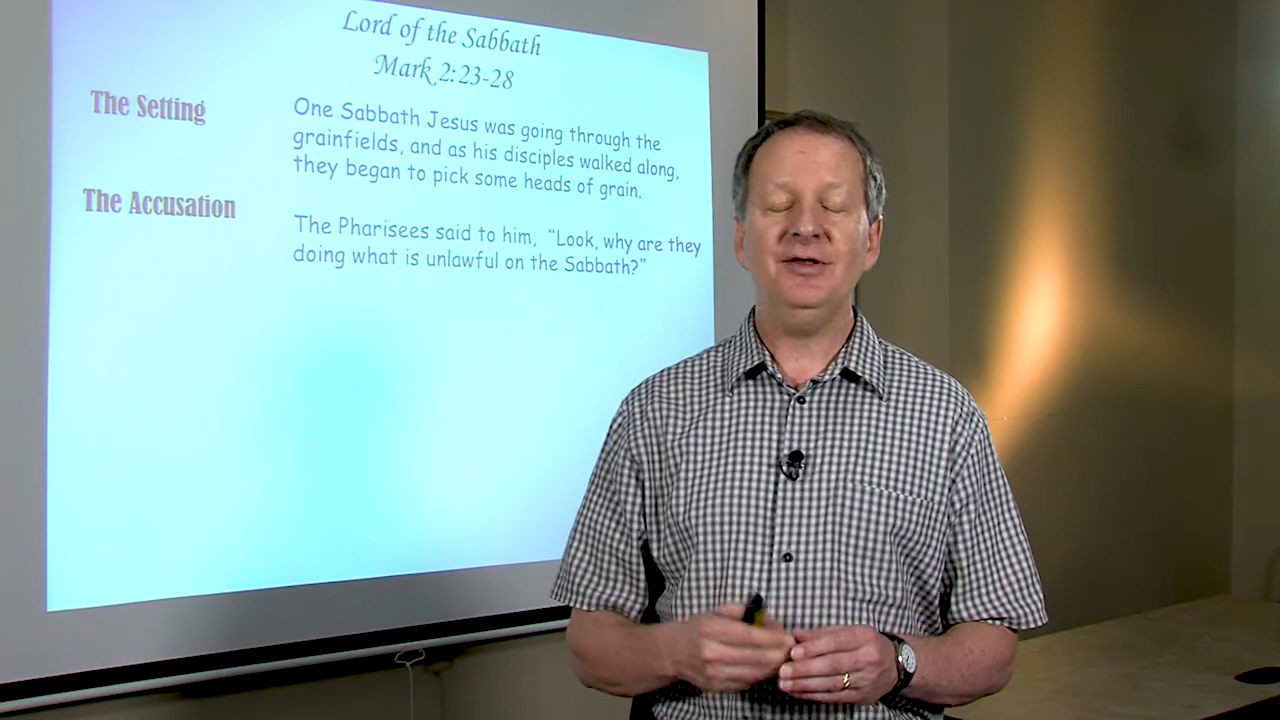 Lord of the Sabbath
Mark 2:23-28
The Setting
One Sabbath Jesus was going through the
grainfields, and as his disciples walked along,
they began to pick some heads of grain.
The Accusation
The Pharisees said to him, “Look, why are they
doing what is unlawful on the Sabbath?”